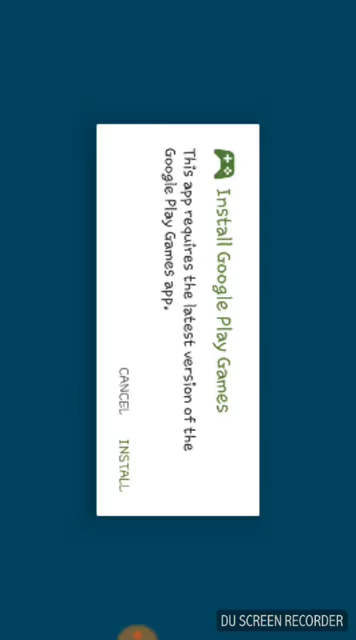 Install Google Play Games
This app requires the latest version of the
Google Play Games app.
CANCEL INSTALL
DU SCREEN RECORDER